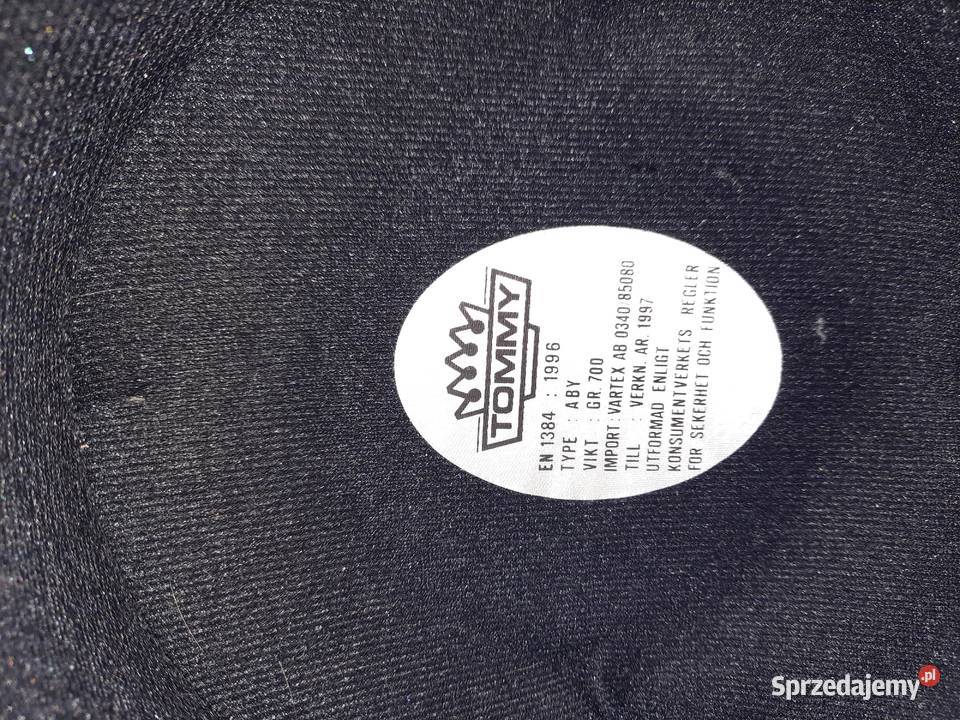 TOMMY
EN 1384 : 1996
TYPE : ABY
VIKT : GR. 700
IMPORT: VARTEX AB 0340/85080
TILL : VERKN. AR. 1997
UTFORMAD ENLIGT
KONSUMENTVERKETS REGLER
FOR SEKERHET OCH FUNKTION
Sprzedajemy.pl